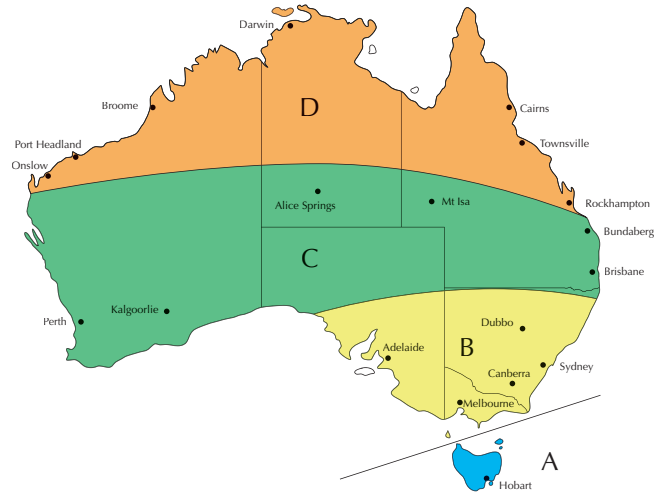 Darwin
Broome
D
Cairns
Port Headland
Townsville
Onslow
Alice Springs
Mt Isa
Rockhampton
Bundaberg
C
Brisbane
Kalgoorlie
Perth
Dubbo
Adelaide
B
Sydney
Canberra
Melbourne
A
Hobart